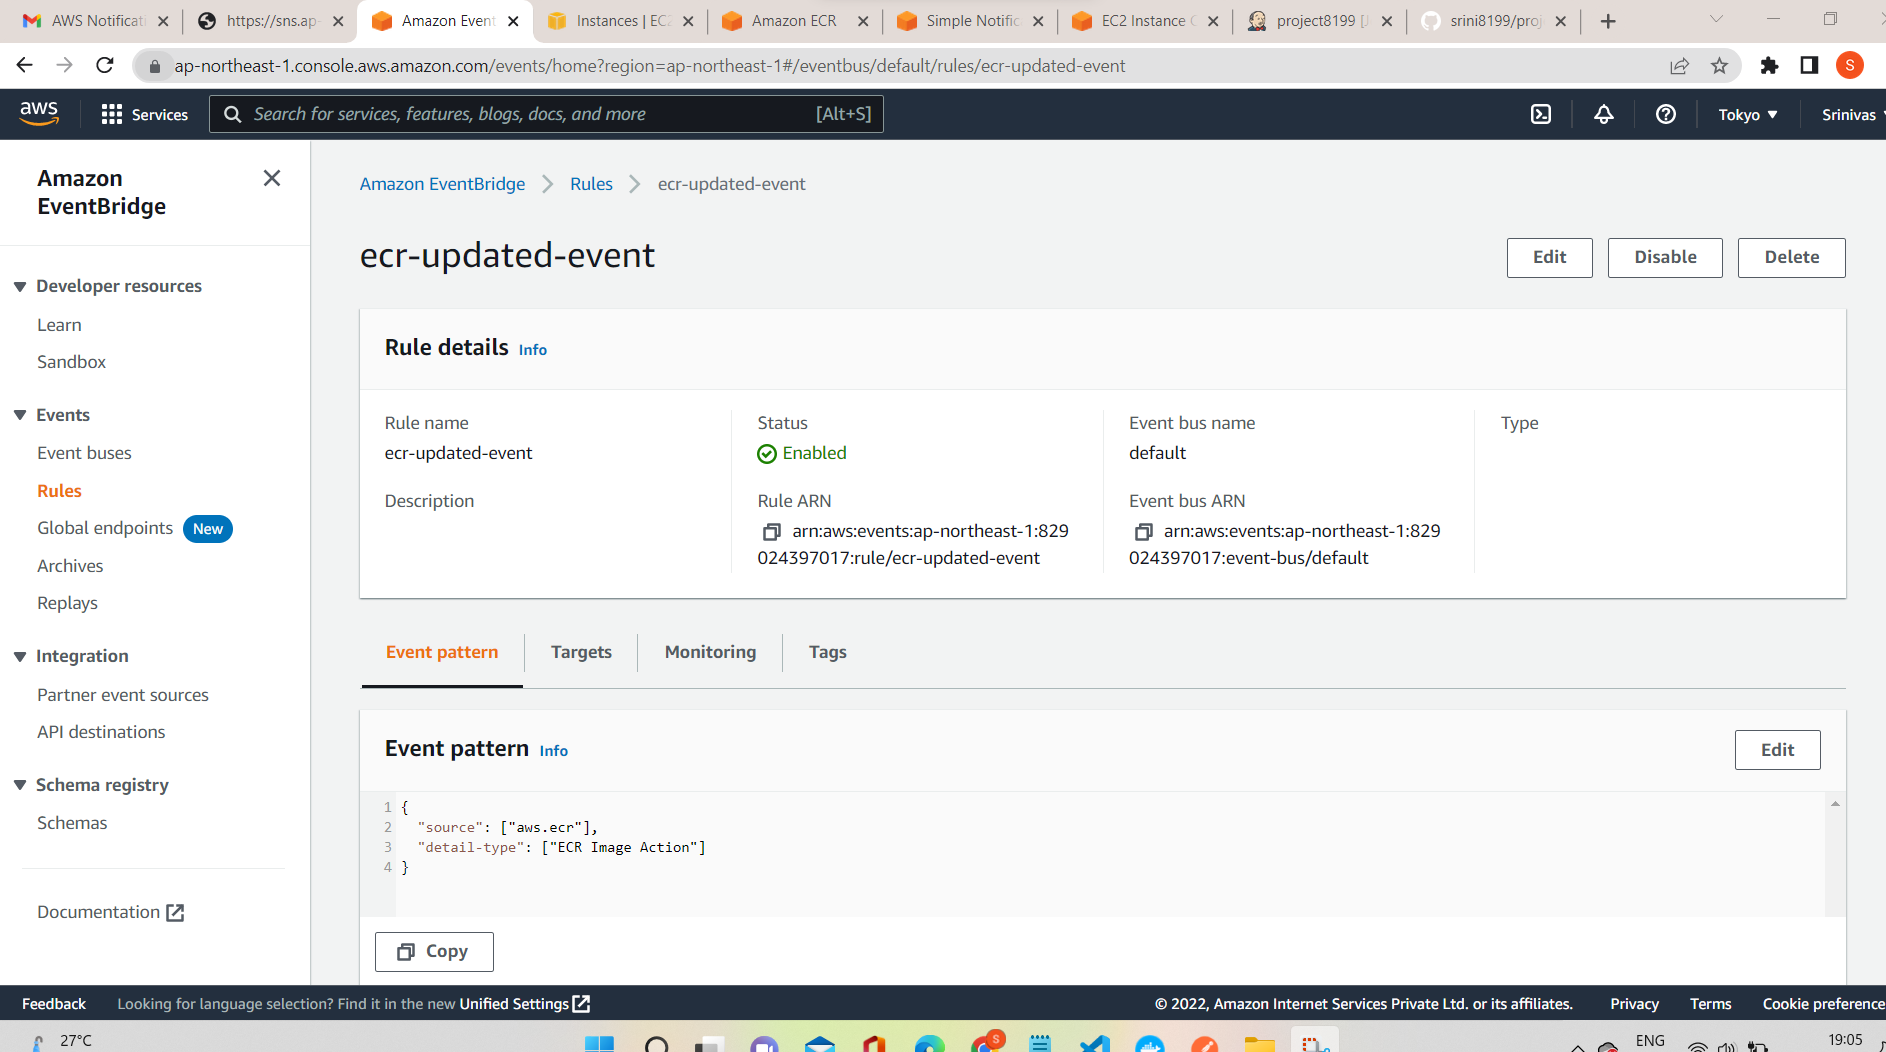 AWS Notificati
https://sns.ap-
Amazon Event
Instances | EC2
Amazon ECR
Simple Notific
EC2 Instance C
project8199 [J
srini8199/proj
ap-northeast-1.console.aws.amazon.com/events/home?region=ap-northeast-1#/eventbus/default/rules/ecr-updated-event
S
aws
Services
Search for services, features, blogs, docs, and more
[Alt+S]
Tokyo
Srinivas
Amazon
EventBridge
Developer resources
Learn
Sandbox
Events
Event buses
Rules
Global endpoints New
Archives
Replays
Integration
Partner event sources
API destinations
Schema registry
Schemas
Documentation
Amazon EventBridge
Rules
ecr-updated-event
ecr-updated-event
Edit
Disable
Delete
Rule details Info
Rule name
ecr-updated-event
Description
Status
Enabled
Rule ARN
arn:aws:events:ap-northeast-1:829
024397017:rule/ecr-updated-event
Event bus name
default
Event bus ARN
arn:aws:events:ap-northeast-1:829
024397017:event-bus/default
Type
Event pattern
Targets
Monitoring
Tags
Event pattern Info
Edit
1 {
2 "source": ["aws.ecr"],
3 "detail-type": ["ECR Image Action"]
4 }
Copy
Feedback
Looking for language selection? Find it in the new Unified Settings
© 2022, Amazon Internet Services Private Ltd. or its affiliates.
Privacy
Terms
Cookie preference
27°C
S
ENG
19:05